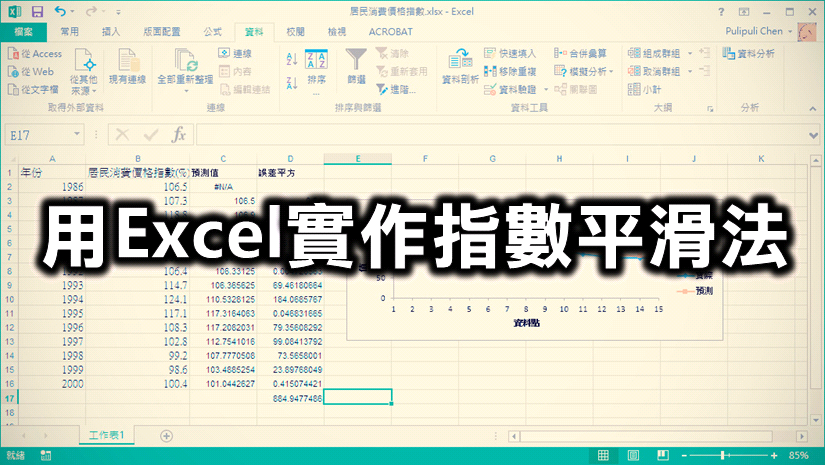 居民消費價格指數.xlsx - Excel
檔案 常用 插入 版面配置 公式 資料 校閱 檢視 ACROBAT Pulipuli Chen
從 Access
從 Web
從文字檔
從其他來源
現有連線
取得外部資料
全部重新整理
連線
內容
編輯連結
連線
排序
篩選
清除
重新套用
進階...
排序與篩選
資料剖析
快速填入
移除重複
資料驗證
合併彙算
模擬分析
關聯圖
資料工具
組成群組
取消群組
小計
大綱
資料分析
分析
E17
A B C D E F G H I J K
1 年份 居民消費價格指數(%) 預測值 誤差平方
2 1986 106.5 #N/A
3 107.3 106.5
用Excel實作指數平滑法
106.4 106.33125
9 1993 114.7 106.365625 69.46180664
10 1994 124.1 110.5328125 184.0665767
11 1995 117.1 117.3164063 0.046831665
12 1996 108.3 117.2082031 79.35608292
13 1997 102.8 112.7541016 99.08413792
14 1998 99.2 107.7770508 73.5658001
15 1999 98.6 103.4885254 23.89768049
16 2000 100.4 101.0442627 0.415074421
17 884.9477486
18
50
0
1 2 3 4 5 6 7 8 9 10 11 12 13 14 15
資料點
實際
預測
工作表1
就緒 85%